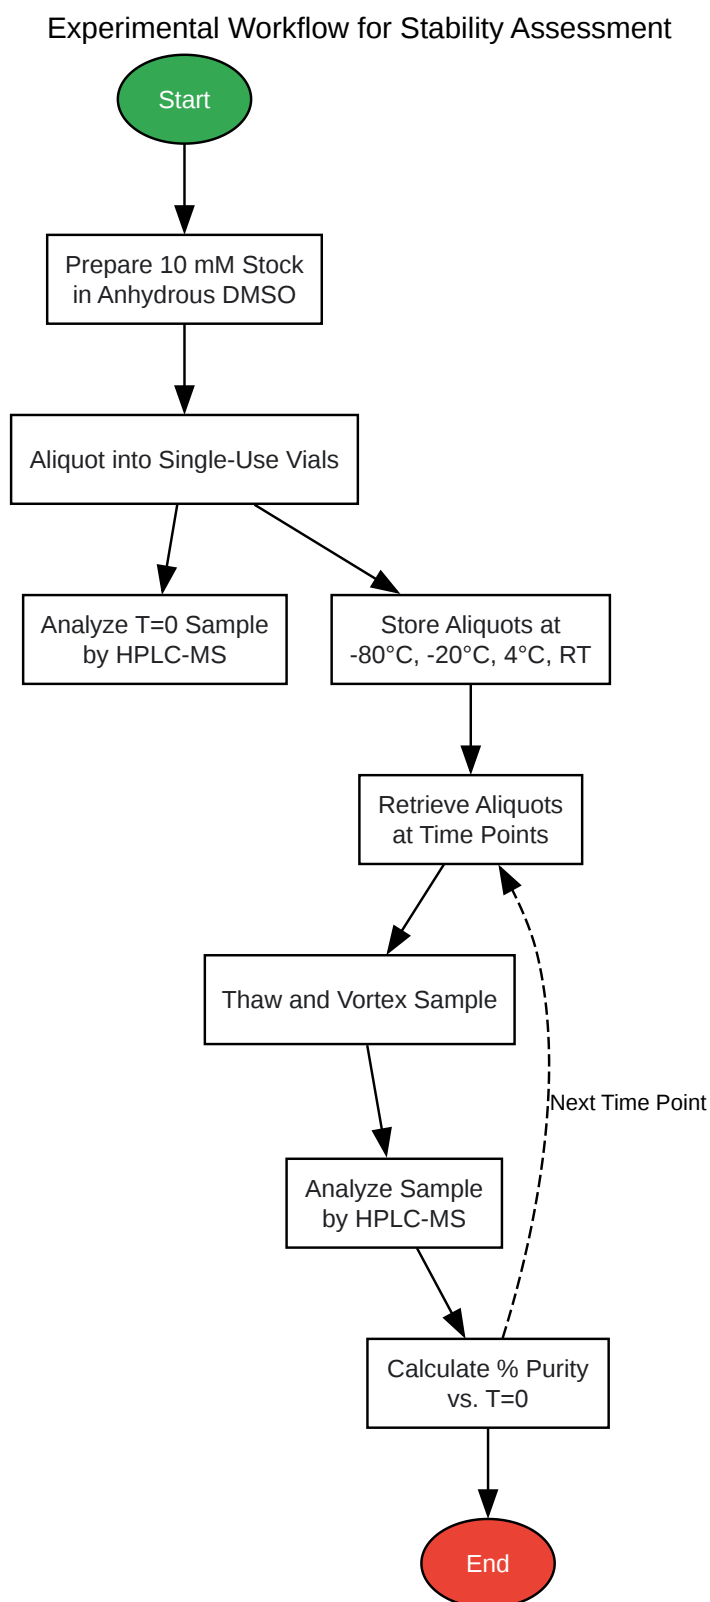 Experimental Workflow for Stability Assessment
Start
Prepare 10 mM Stock
in Anhydrous DMSO
Aliquot into Single-Use Vials
Analyze T=0 Sample
by HPLC-MS
Store Aliquots at
-80°C, -20°C, 4°C, RT
Retrieve Aliquots
at Time Points
Thaw and Vortex Sample
Next Time Point
Analyze Sample
by HPLC-MS
Calculate % Purity
vs. T=0
End